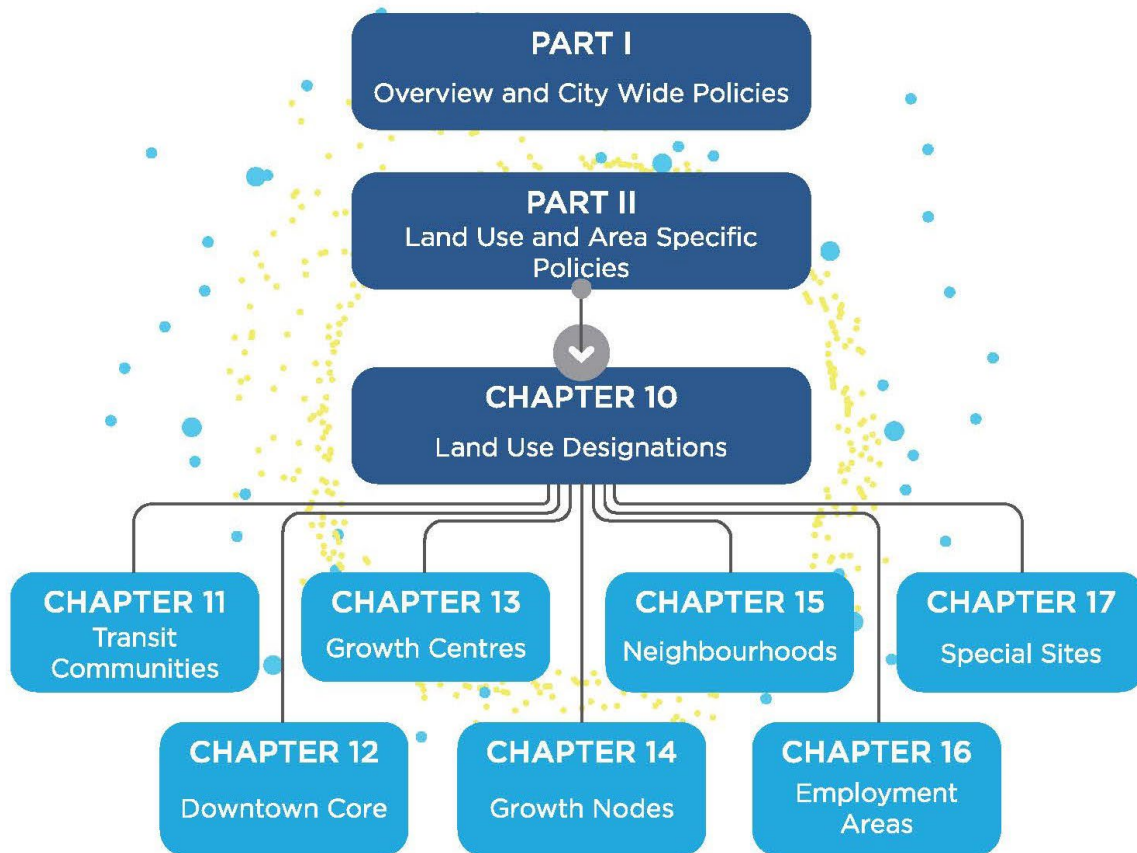 PART I
Overview and City Wide Policies
PART II
Land Use and Area Specific
Policies
CHAPTER 10
Land Use Designations
CHAPTER 11
Transit
Communities
CHAPTER 13
Growth Centres
CHAPTER 15
Neighbourhoods
CHAPTER 17
Special Sites
CHAPTER 12
Downtown Core
CHAPTER 14
Growth Nodes
CHAPTER 16
Employment
Areas